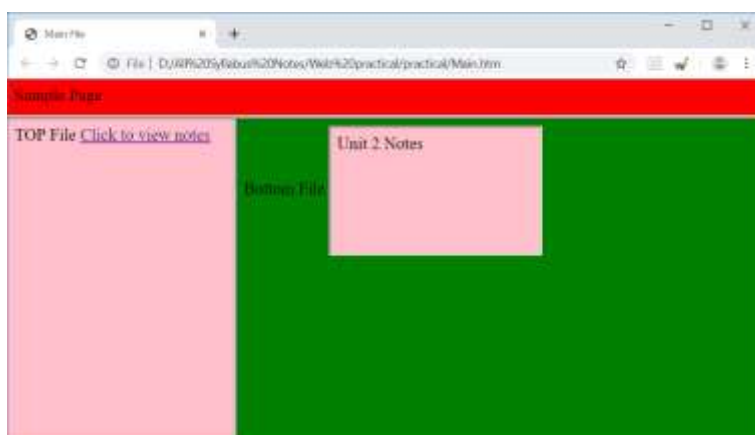 Main File
File | D:/All%20Syllabus%20Notes/Web%20practical/practical/Main.htm
Sample Page
TOP File Click to view notes
Unit 2 Notes
Bottom File